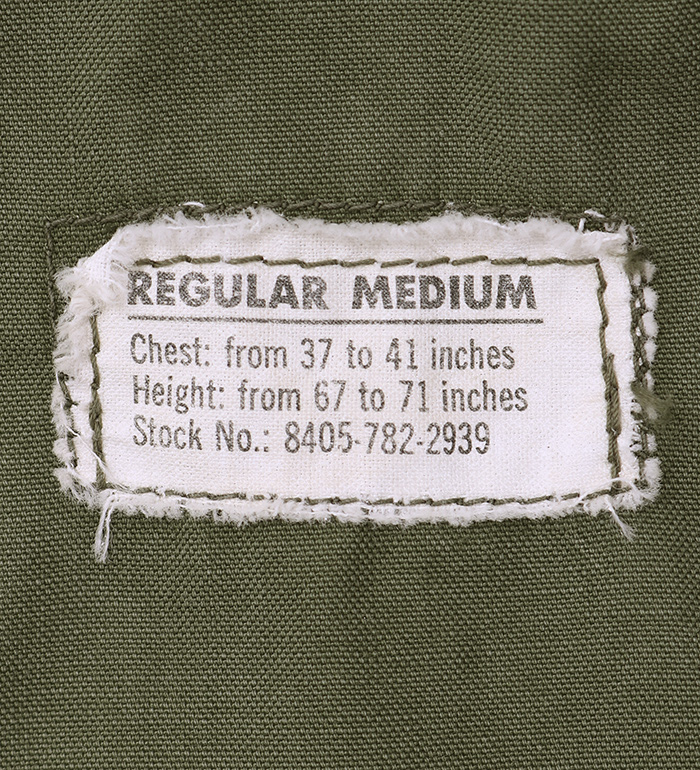 REGULAR MEDIUM
Chest: from 37 to 41 inches
Height: from 67 to 71 inches
Stock No.: 8405-782-2939